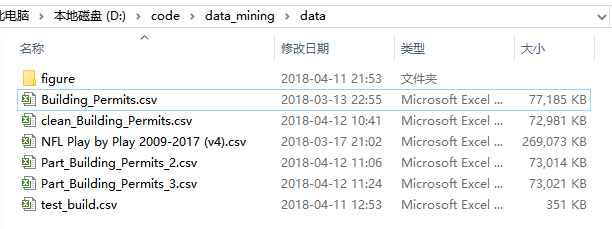 此电脑 > 本地磁盘 (D:) > code > data_mining > data
名称 修改日期 类型 大小
figure 2018-04-11 21:53 文件夹
Building_Permits.csv 2018-03-13 22:55 Microsoft Excel ... 77,185 KB
clean_Building_Permits.csv 2018-04-12 10:41 Microsoft Excel ... 72,981 KB
NFL Play by Play 2009-2017 (v4).csv 2018-03-17 21:02 Microsoft Excel ... 269,073 KB
Part_Building_Permits_2.csv 2018-04-12 11:06 Microsoft Excel ... 73,014 KB
Part_Building_Permits_3.csv 2018-04-12 11:24 Microsoft Excel ... 73,021 KB
test_build.csv 2018-04-11 12:53 Microsoft Excel ... 351 KB